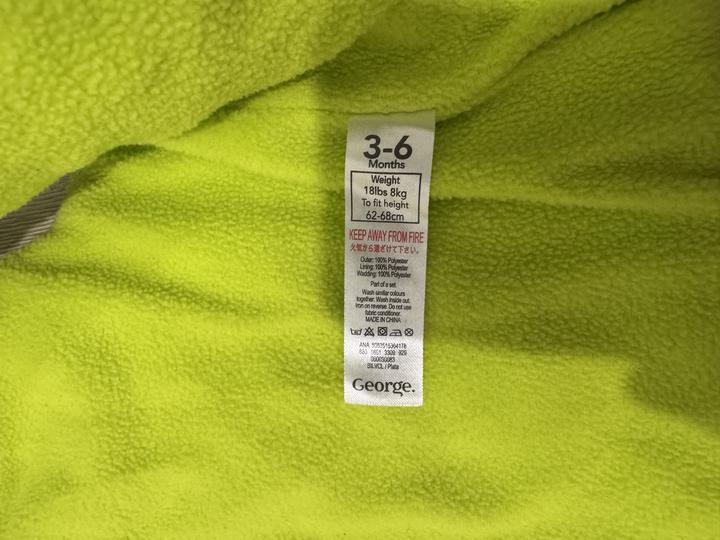 3-6
Months
Weight
18lbs 8kg
To fit height
62-68cm
KEEP AWAY FROM FIRE
火気から遠ざけて下さい。
Outer: 100% Polyester
Lining: 100% Polyester
Wadding: 100% Polyester
Part of a set
Wash similar colours
together. Wash inside out.
Iron on reverse. Do not use
fabric conditioner.
MADE IN CHINA
ANA
SILVCL / Plata
George.